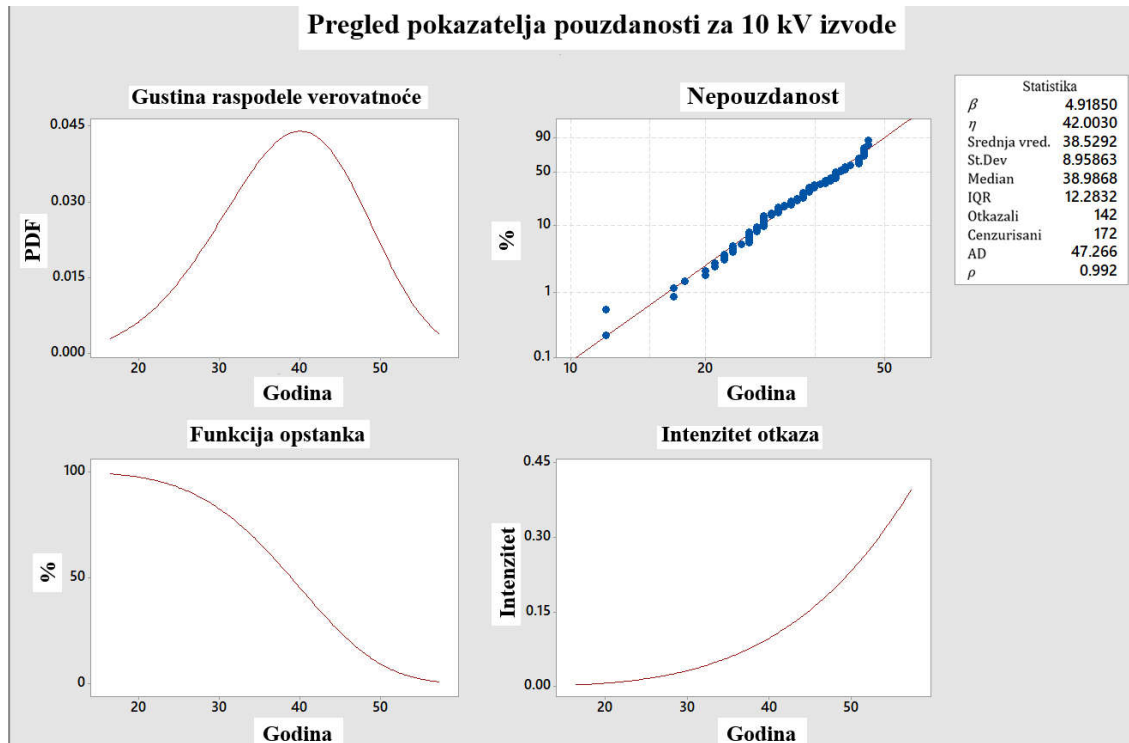 Pregled pokazatelja pouzdanosti za 10 kV izvode
Gustina raspodele verovatnoće
PDF
0.045
0.030
0.015
0.000
20
30
40
50
Godina
Nepouzdanost
%
90
50
10
1
0.1
10
20
50
Godina
Statistika
β 4.91850
η 42.0030
Srednja vred. 38.5292
St.Dev 8.95863
Median 38.9868
IQR 12.2832
Otkazali 142
Cenzurisani 172
AD 47.266
ρ 0.992
Funkcija opstanka
%
100
50
0
20
30
40
50
Godina
Intenzitet otkaza
Intenzitet
0.45
0.30
0.15
0.00
20
30
40
50
Godina